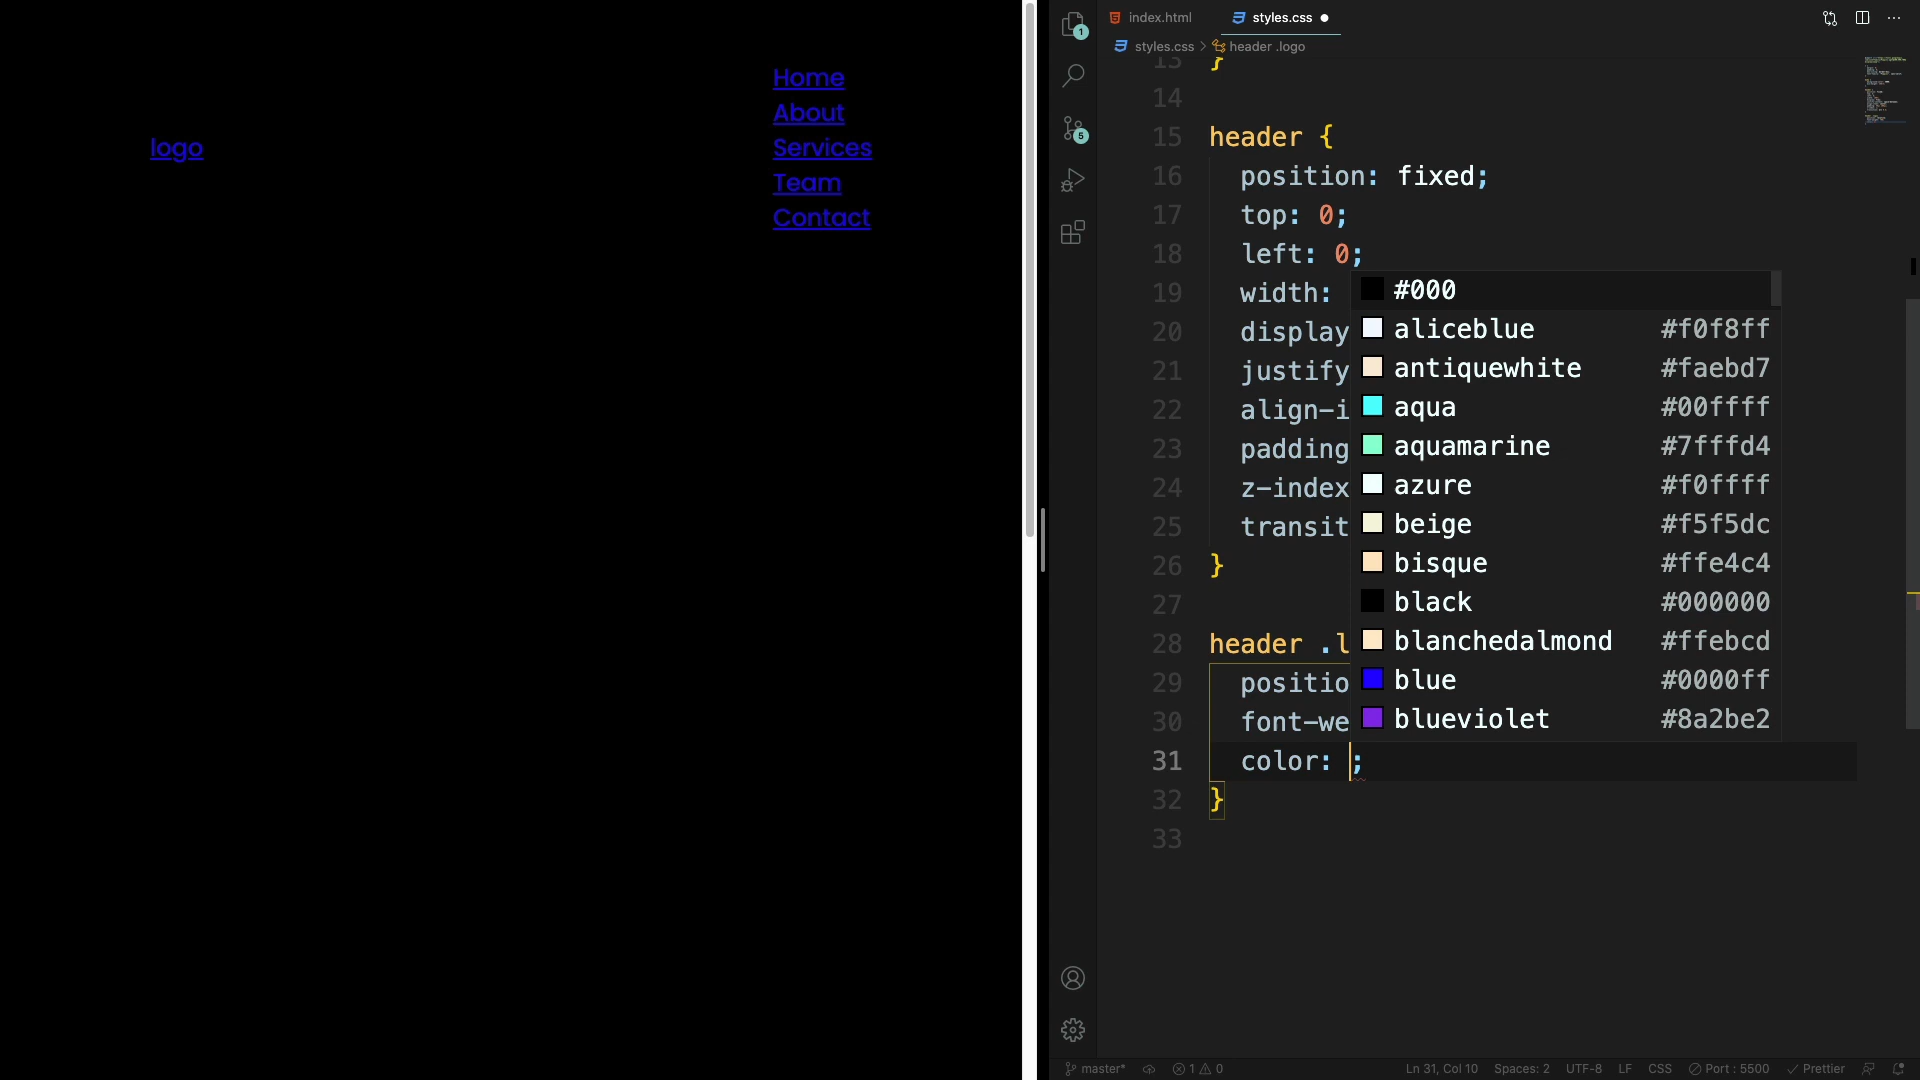 Home
About
logo
Services
Team
Contact
index.html
styles.css
styles.css
header .logo
1
5
13 }
14
15 header {
16 position: fixed;
17 top: 0;
18 left: 0;
19 width:
20 display
21 justify
22 align-i
23 padding
24 z-index
25 transit
26 }
27
28 header .l
29 positio
30 font-we
31 color: ;
32 }
33
#000
aliceblue #f0f8ff
antiquewhite #faebd7
aqua #00ffff
aquamarine #7fffd4
azure #f0ffff
beige #f5f5dc
bisque #ffe4c4
black #000000
blanchedalmond #ffebcd
blue #0000ff
blueviolet #8a2be2
master* 1 0 Ln 31, Col 10 Spaces: 2 UTF-8 LF CSS Port : 5500 Prettier